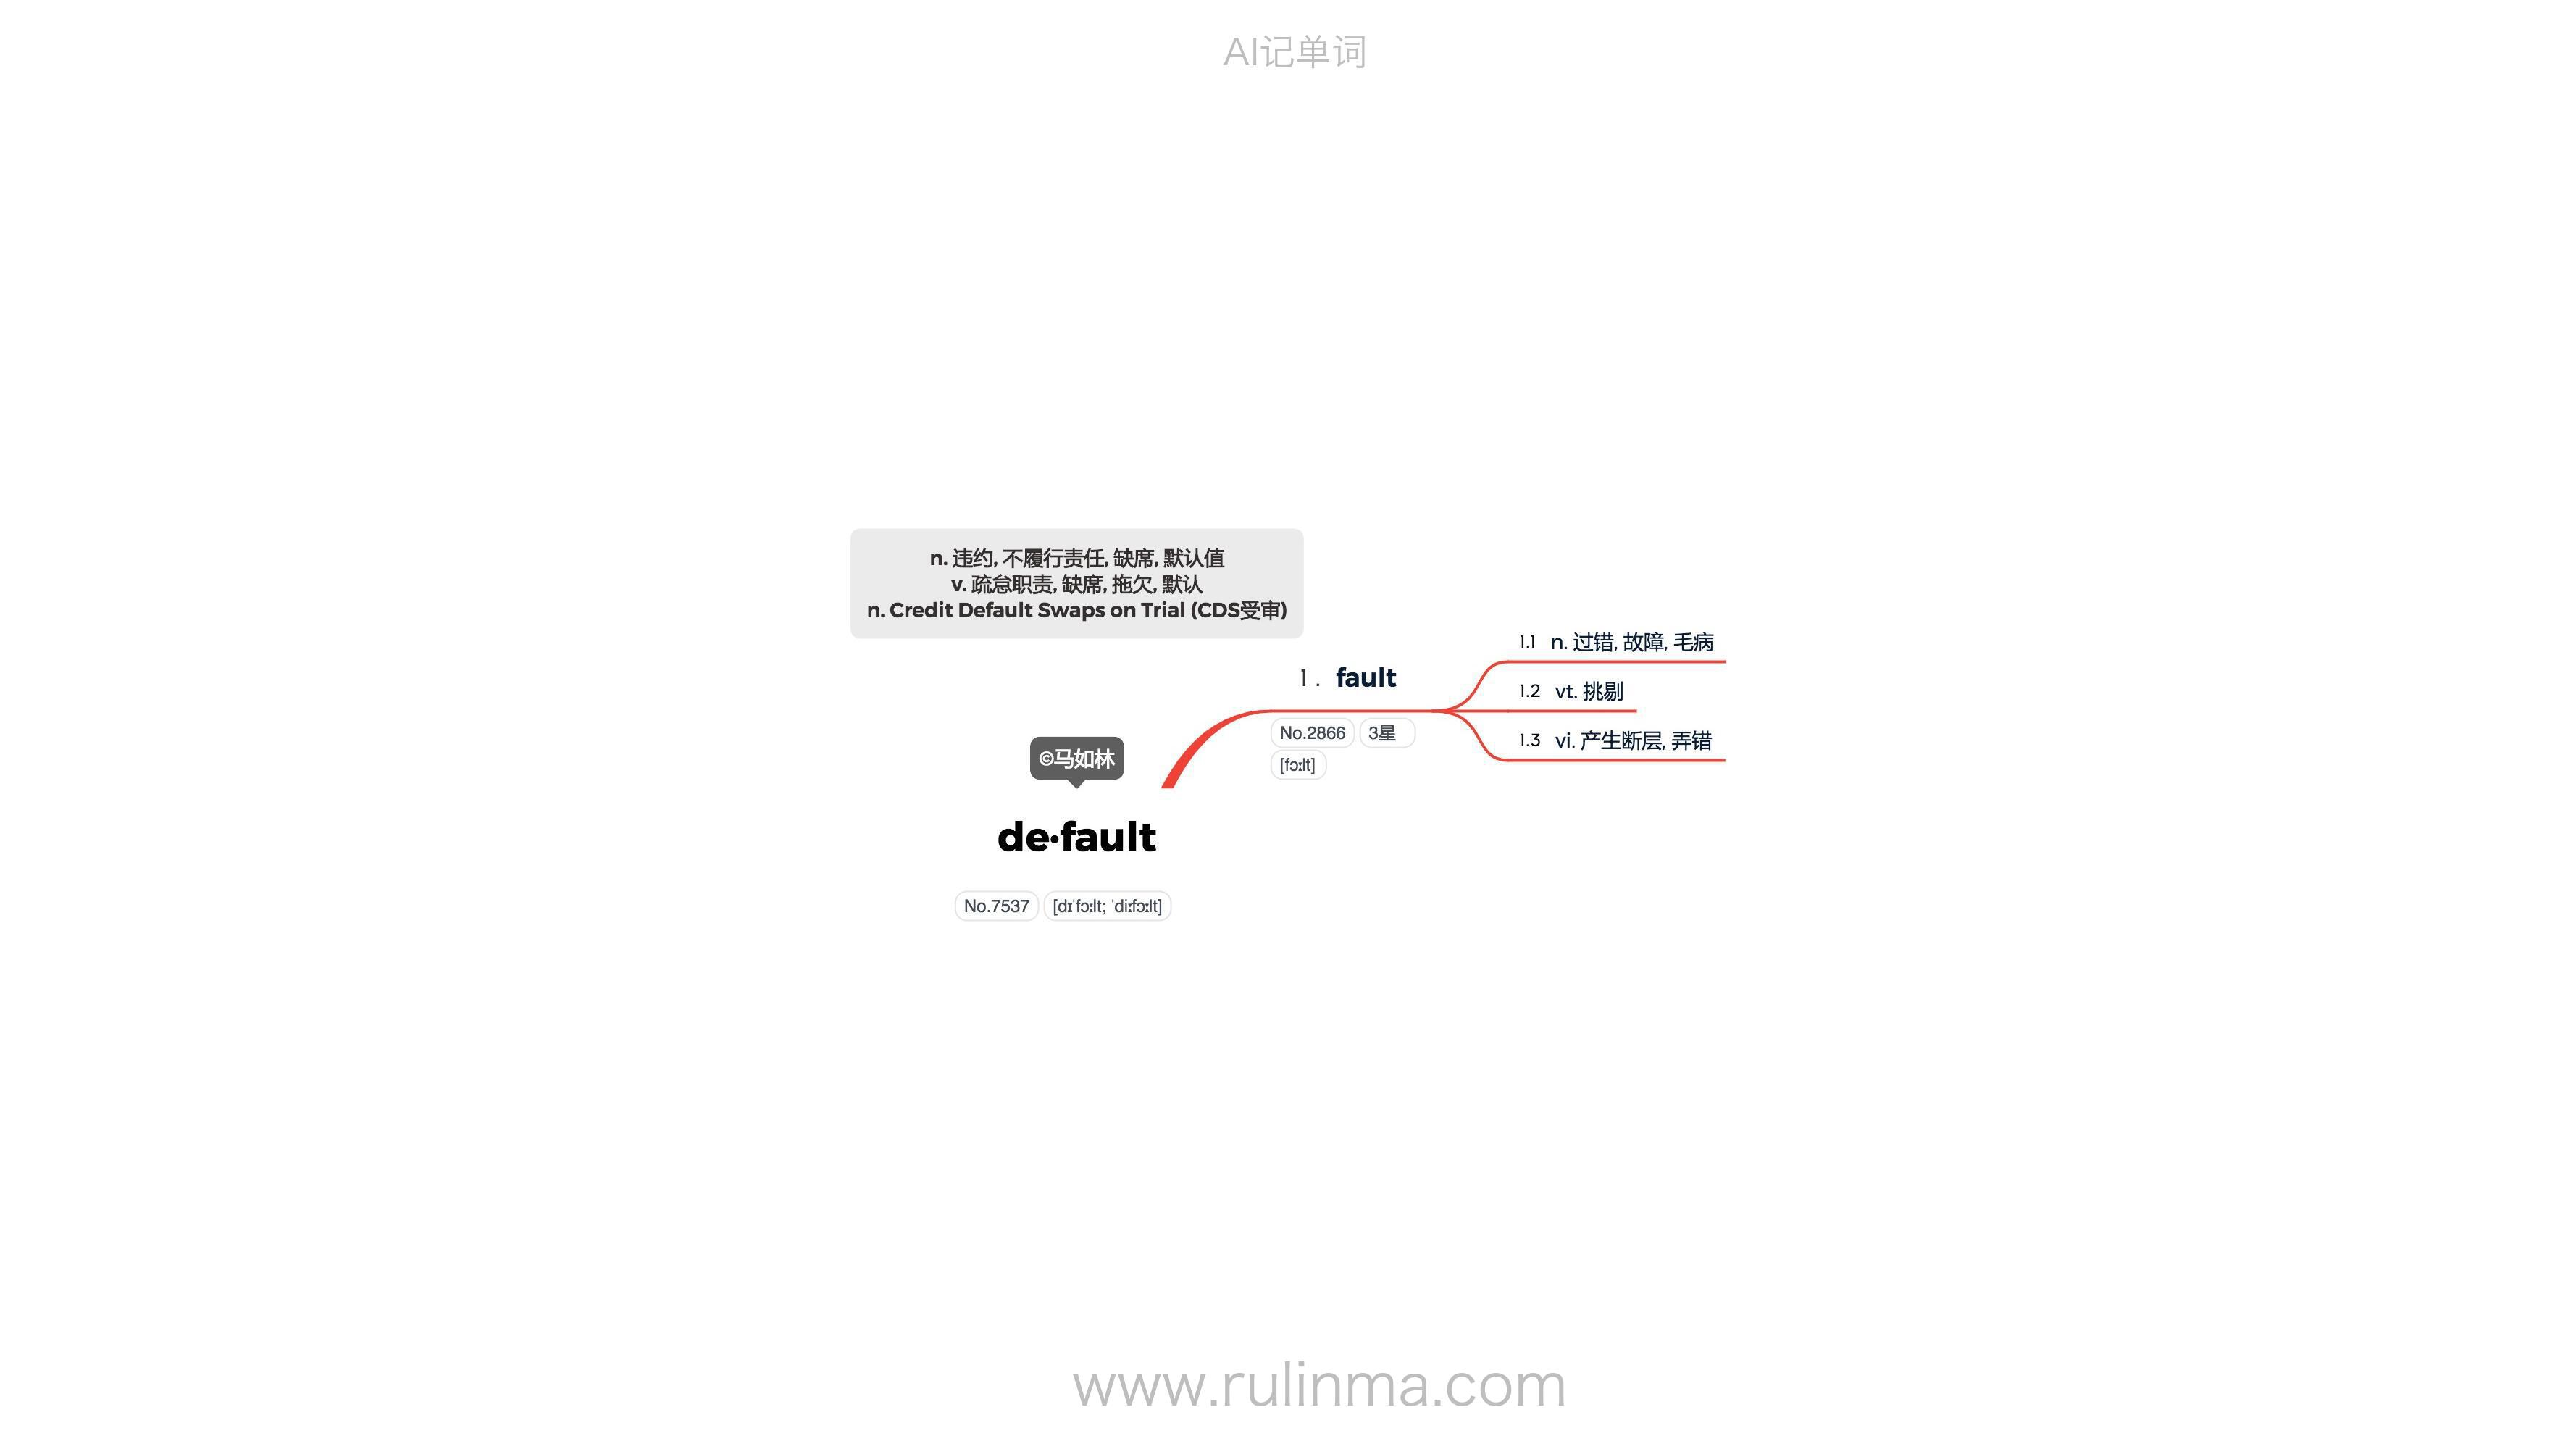 AI记单词
n. 违约, 不履行责任, 缺席, 默认值
v. 疏怠职责, 缺席, 拖欠, 默认
n. Credit Default Swaps on Trial (CDS受审)
1. fault
No.2866 3星
[fɔːlt]
1.1 n. 过错, 故障, 毛病
1.2 vt. 挑剔
1.3 vi. 产生断层, 弄错
©马如林
de·fault
No.7537 [dɪˈfɔːlt; ˈdiːfɔːlt]
www.rulinma.com